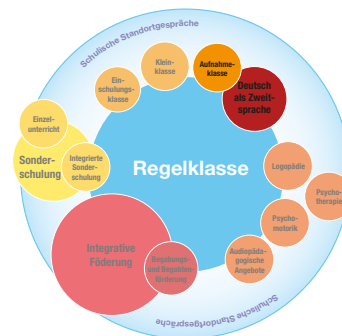 Schulische Standortgespräche
Klein-
klasse
Aufnahme-
klasse
Ein-
schulungs-
klasse
Deutsch
als Zweit-
sprache
Einzel-
unterricht
Sonder-
schulung
Integrierte
Sonder-
schulung
Regelklasse
Logopädie
Psycho-
therapie
Psycho-
motorik
Integrative
Föderung
Begabungs-
und Begabten-
förderung
Audiopäda-
gogische
Angebote
Schulische Standortgespräche